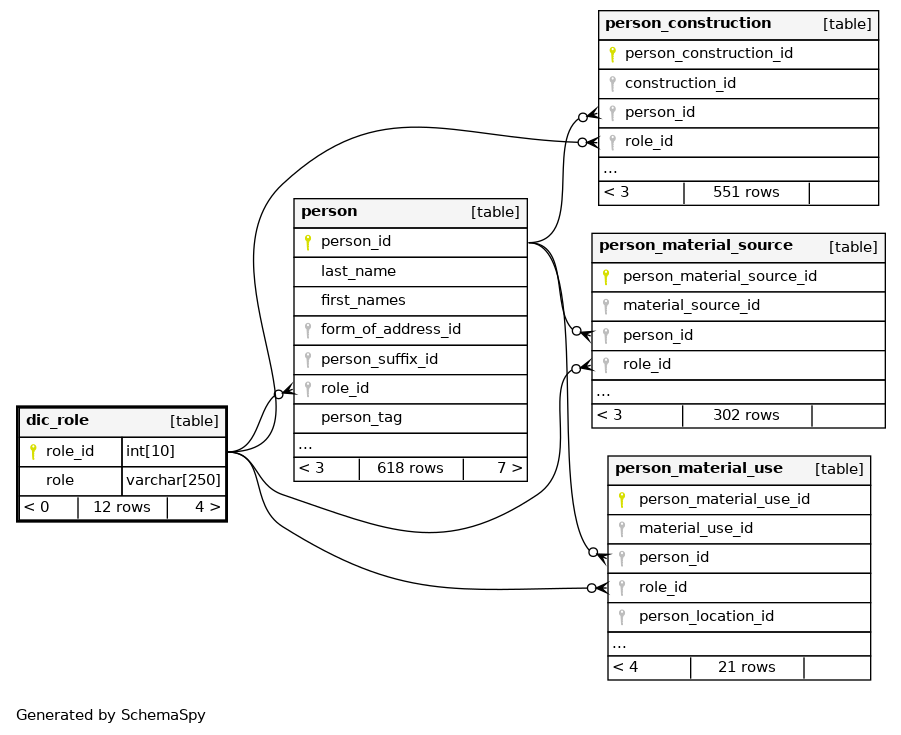 person_construction [table]
person_construction_id
construction_id
person_id
role_id
...
< 3 551 rows
person [table]
person_id
last_name
first_names
form_of_address_id
person_suffix_id
role_id
person_tag
...
< 3 618 rows 7 >
person_material_source [table]
person_material_source_id
material_source_id
person_id
role_id
...
< 3 302 rows
dic_role [table]
role_id int[10]
role varchar[250]
< 0 12 rows 4 >
person_material_use [table]
person_material_use_id
material_use_id
person_id
role_id
person_location_id
...
< 4 21 rows
Generated by SchemaSpy